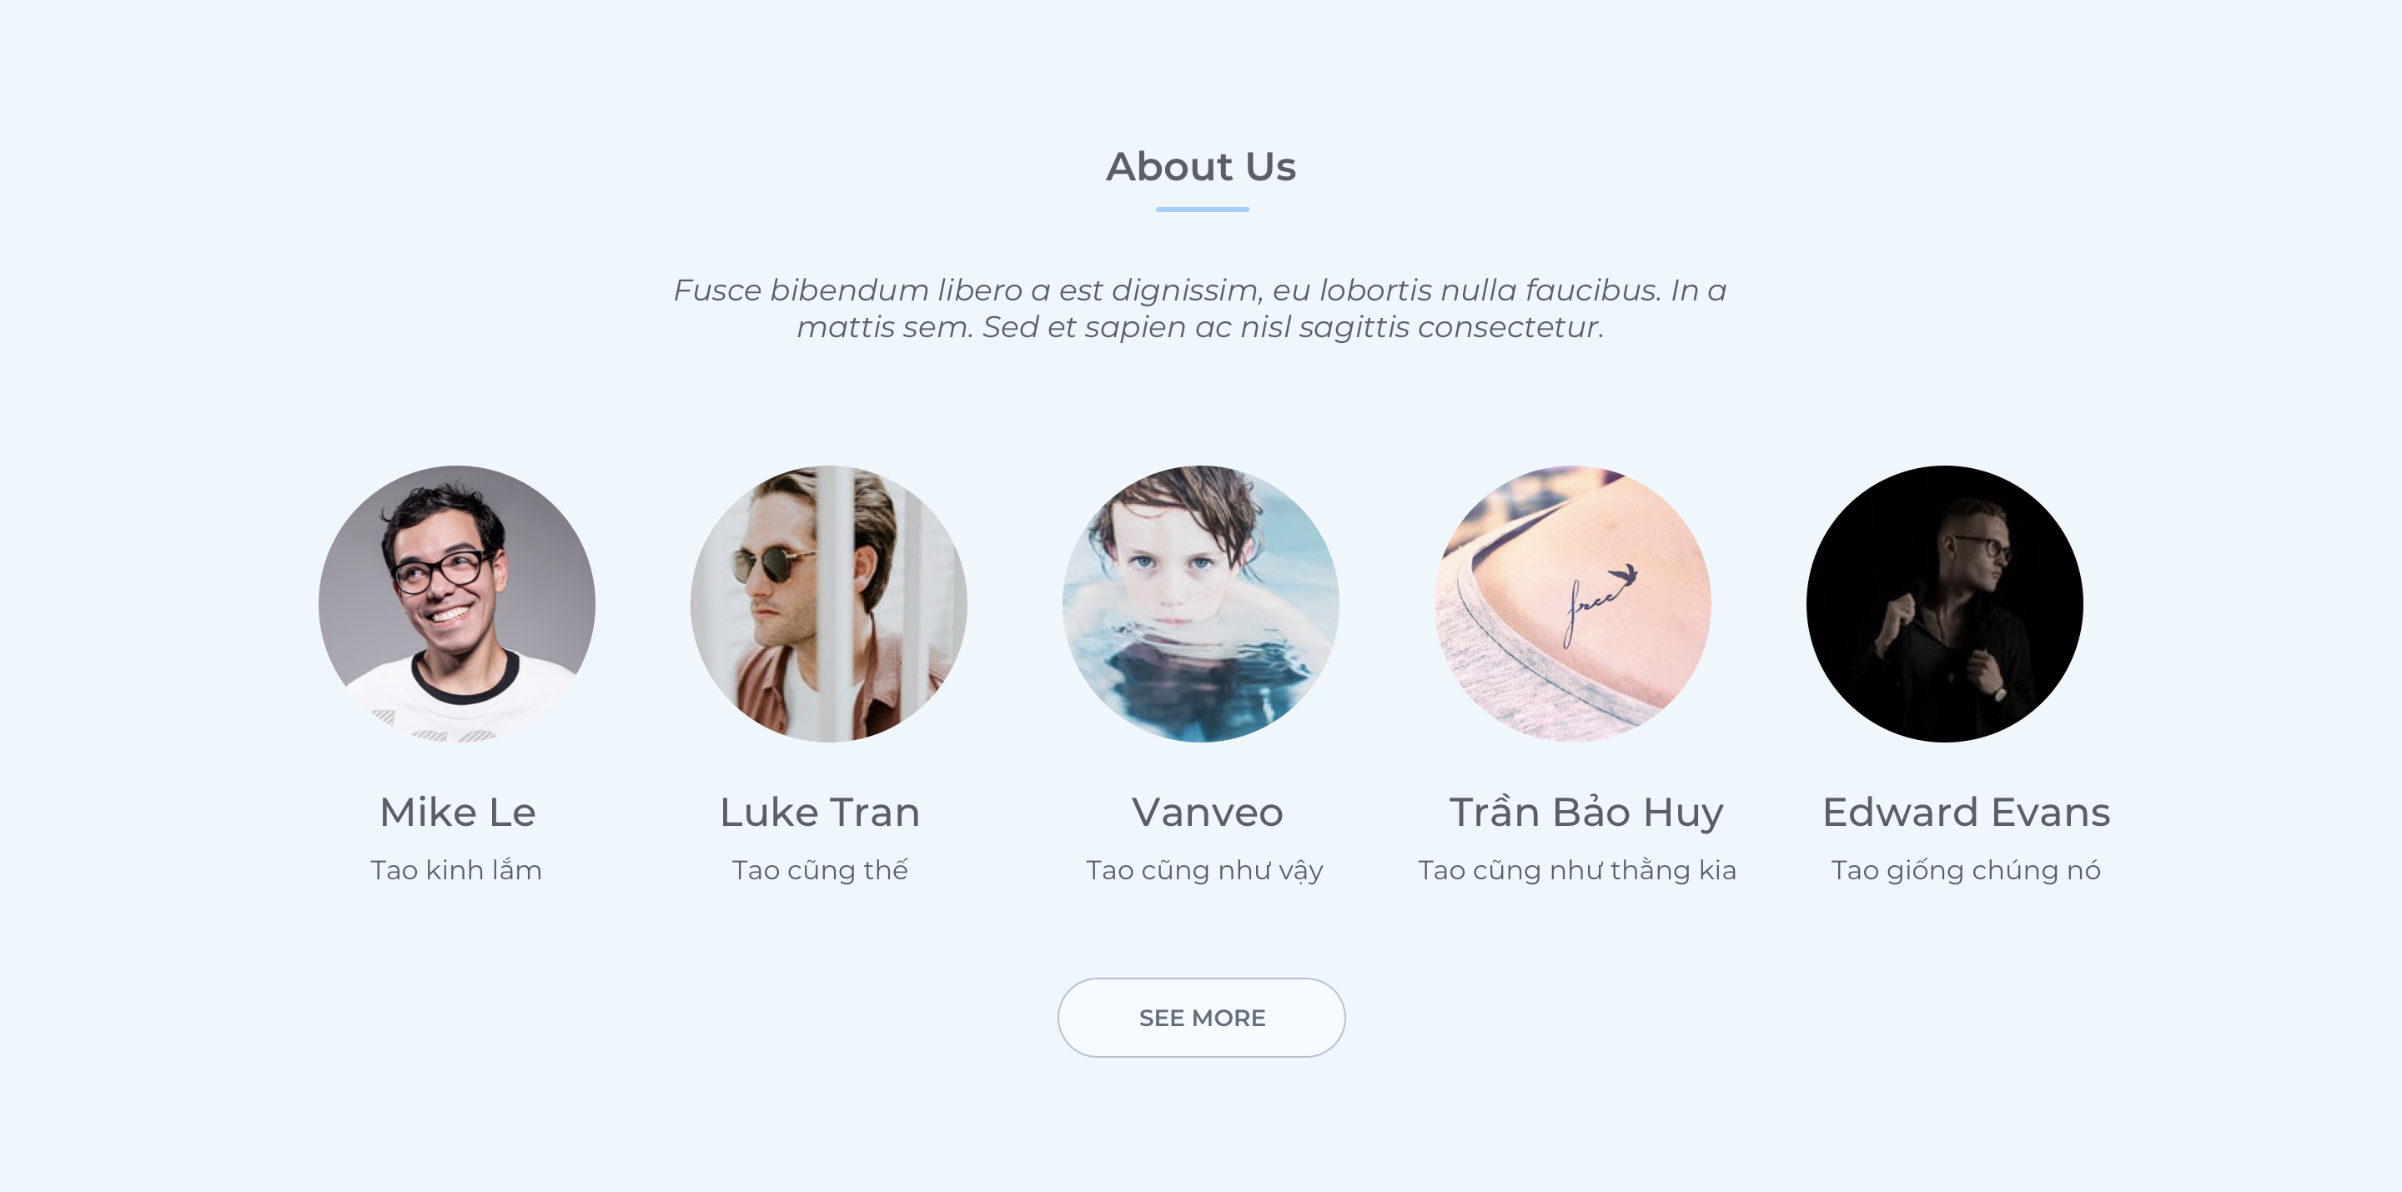 About Us
Fusce bibendum libero a est dignissim, eu lobortis nulla faucibus. In a
mattis sem. Sed et sapien ac nisl sagittis consectetur.
free
Mike Le
Luke Tran
Vanveo
Trần Bảo Huy
Edward Evans
Tao kinh lắm
Tao cũng thế
Tao cũng như vậy
Tao cũng như thằng kia
Tao giống chúng nó
SEE MORE